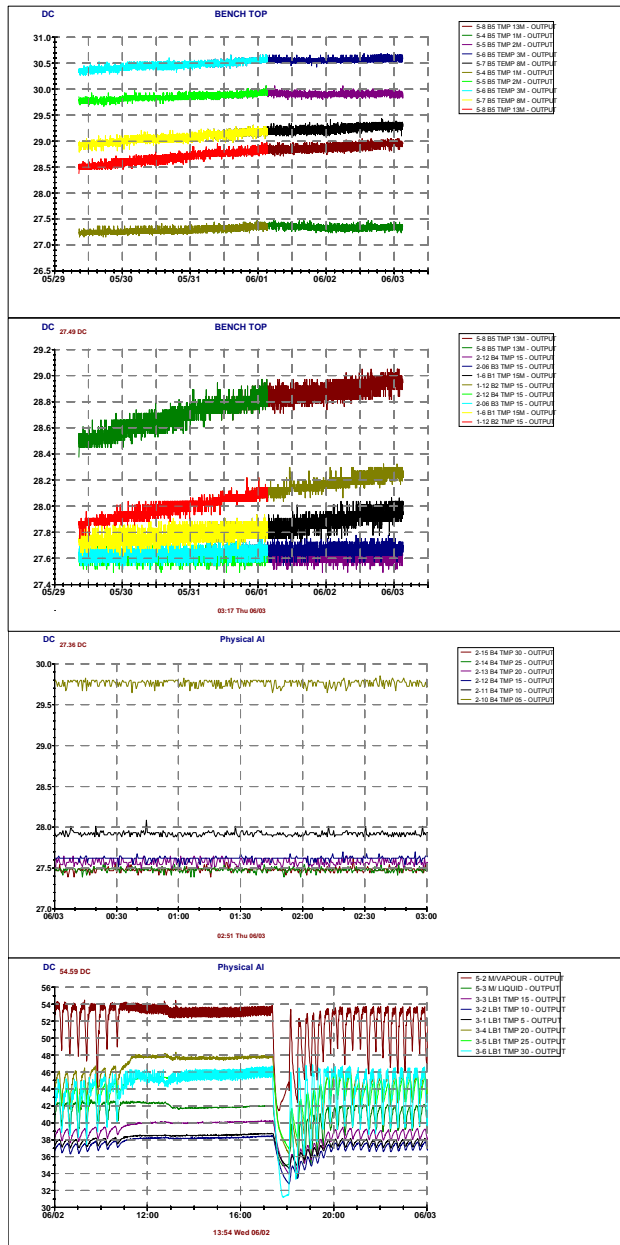 DC BENCH TOP
31.0
30.5
30.0
29.5
29.0
28.5
28.0
27.5
27.0
26.5
05/29 05/30 05/31 06/01 06/02 06/03
5-8 B5 TMP 13M - OUTPUT
5-4 B5 TMP 1M - OUTPUT
5-5 B5 TMP 2M - OUTPUT
5-6 B5 TEMP 3M - OUTPUT
5-7 B5 TEMP 8M - OUTPUT
5-4 B5 TMP 1M - OUTPUT
5-5 B5 TMP 2M - OUTPUT
5-6 B5 TEMP 3M - OUTPUT
5-7 B5 TEMP 8M - OUTPUT
5-8 B5 TMP 13M - OUTPUT
DC 27.49 DC BENCH TOP
29.2
29.0
28.8
28.6
28.4
28.2
28.0
27.8
27.6
27.4
05/29 05/30 05/31 06/01 06/02 06/03
03:17 Thu 06/03
5-8 B5 TMP 13M - OUTPUT
5-8 B5 TMP 13M - OUTPUT
2-12 B4 TMP 15 - OUTPUT
2-06 B3 TMP 15 - OUTPUT
1-6 B1 TMP 15M - OUTPUT
1-12 B2 TMP 15 - OUTPUT
2-12 B4 TMP 15 - OUTPUT
2-06 B3 TMP 15 - OUTPUT
1-6 B1 TMP 15M - OUTPUT
1-12 B2 TMP 15 - OUTPUT
DC 27.36 DC Physical AI
30.0
29.5
29.0
28.5
28.0
27.5
27.0
06/03 00:30 01:00 01:30 02:00 02:30 03:00
02:51 Thu 06/03
2-15 B4 TMP 30 - OUTPUT
2-14 B4 TMP 25 - OUTPUT
2-13 B4 TMP 20 - OUTPUT
2-12 B4 TMP 15 - OUTPUT
2-11 B4 TMP 10 - OUTPUT
2-10 B4 TMP 05 - OUTPUT
DC 54.59 DC Physical AI
56
54
52
50
48
46
44
42
40
38
36
34
32
30
06/02 12:00 16:00 20:00 06/03
13:54 Wed 06/02
5-2 M/VAPOUR - OUTPUT
5-3 M/ LIQUID - OUTPUT
3-3 LB1 TMP 15 - OUTPUT
3-2 LB1 TMP 10 - OUTPUT
3-1 LB1 TMP 5 - OUTPUT
3-4 LB1 TMP 20 - OUTPUT
3-5 LB1 TMP 25 - OUTPUT
3-6 LB1 TMP 30 - OUTPUT